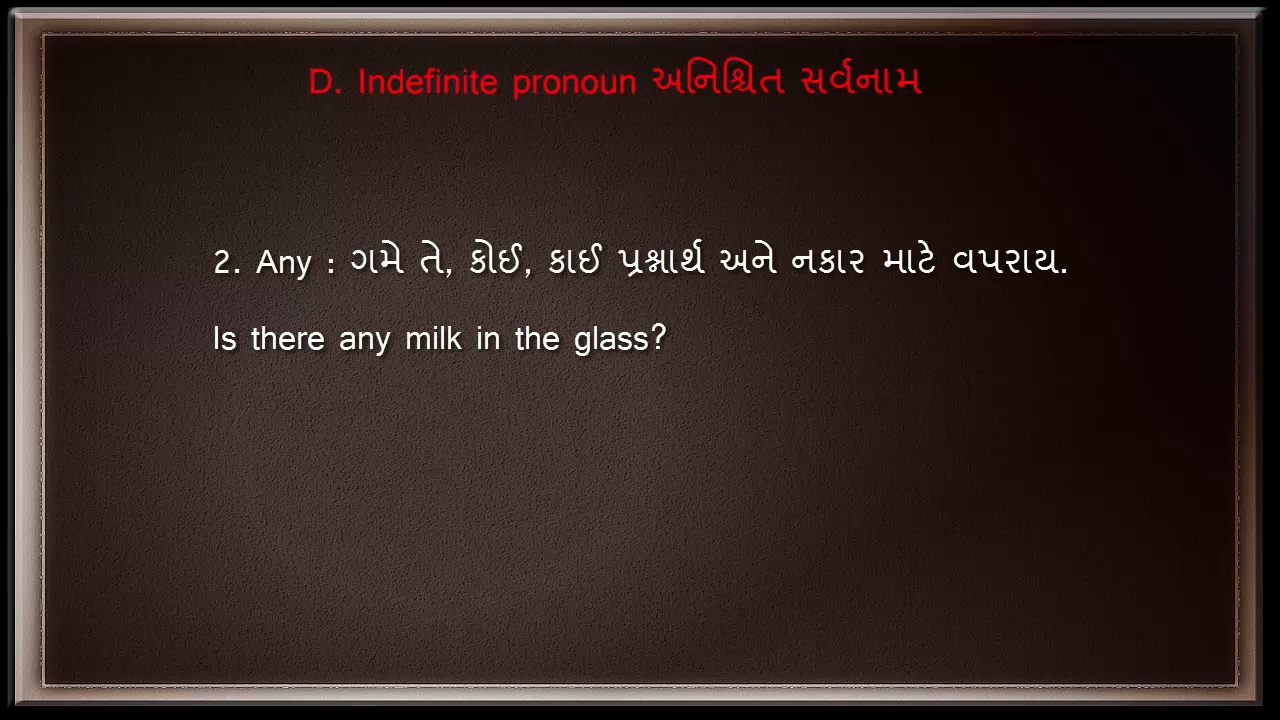 D. Indefinite pronoun અનિશ્ચિત સર્વનામ
2. Any : ગમે તે, કોઈ, કાઈ પ્રશ્નાર્થ અને નકાર માટે વપરાય.
Is there any milk in the glass?